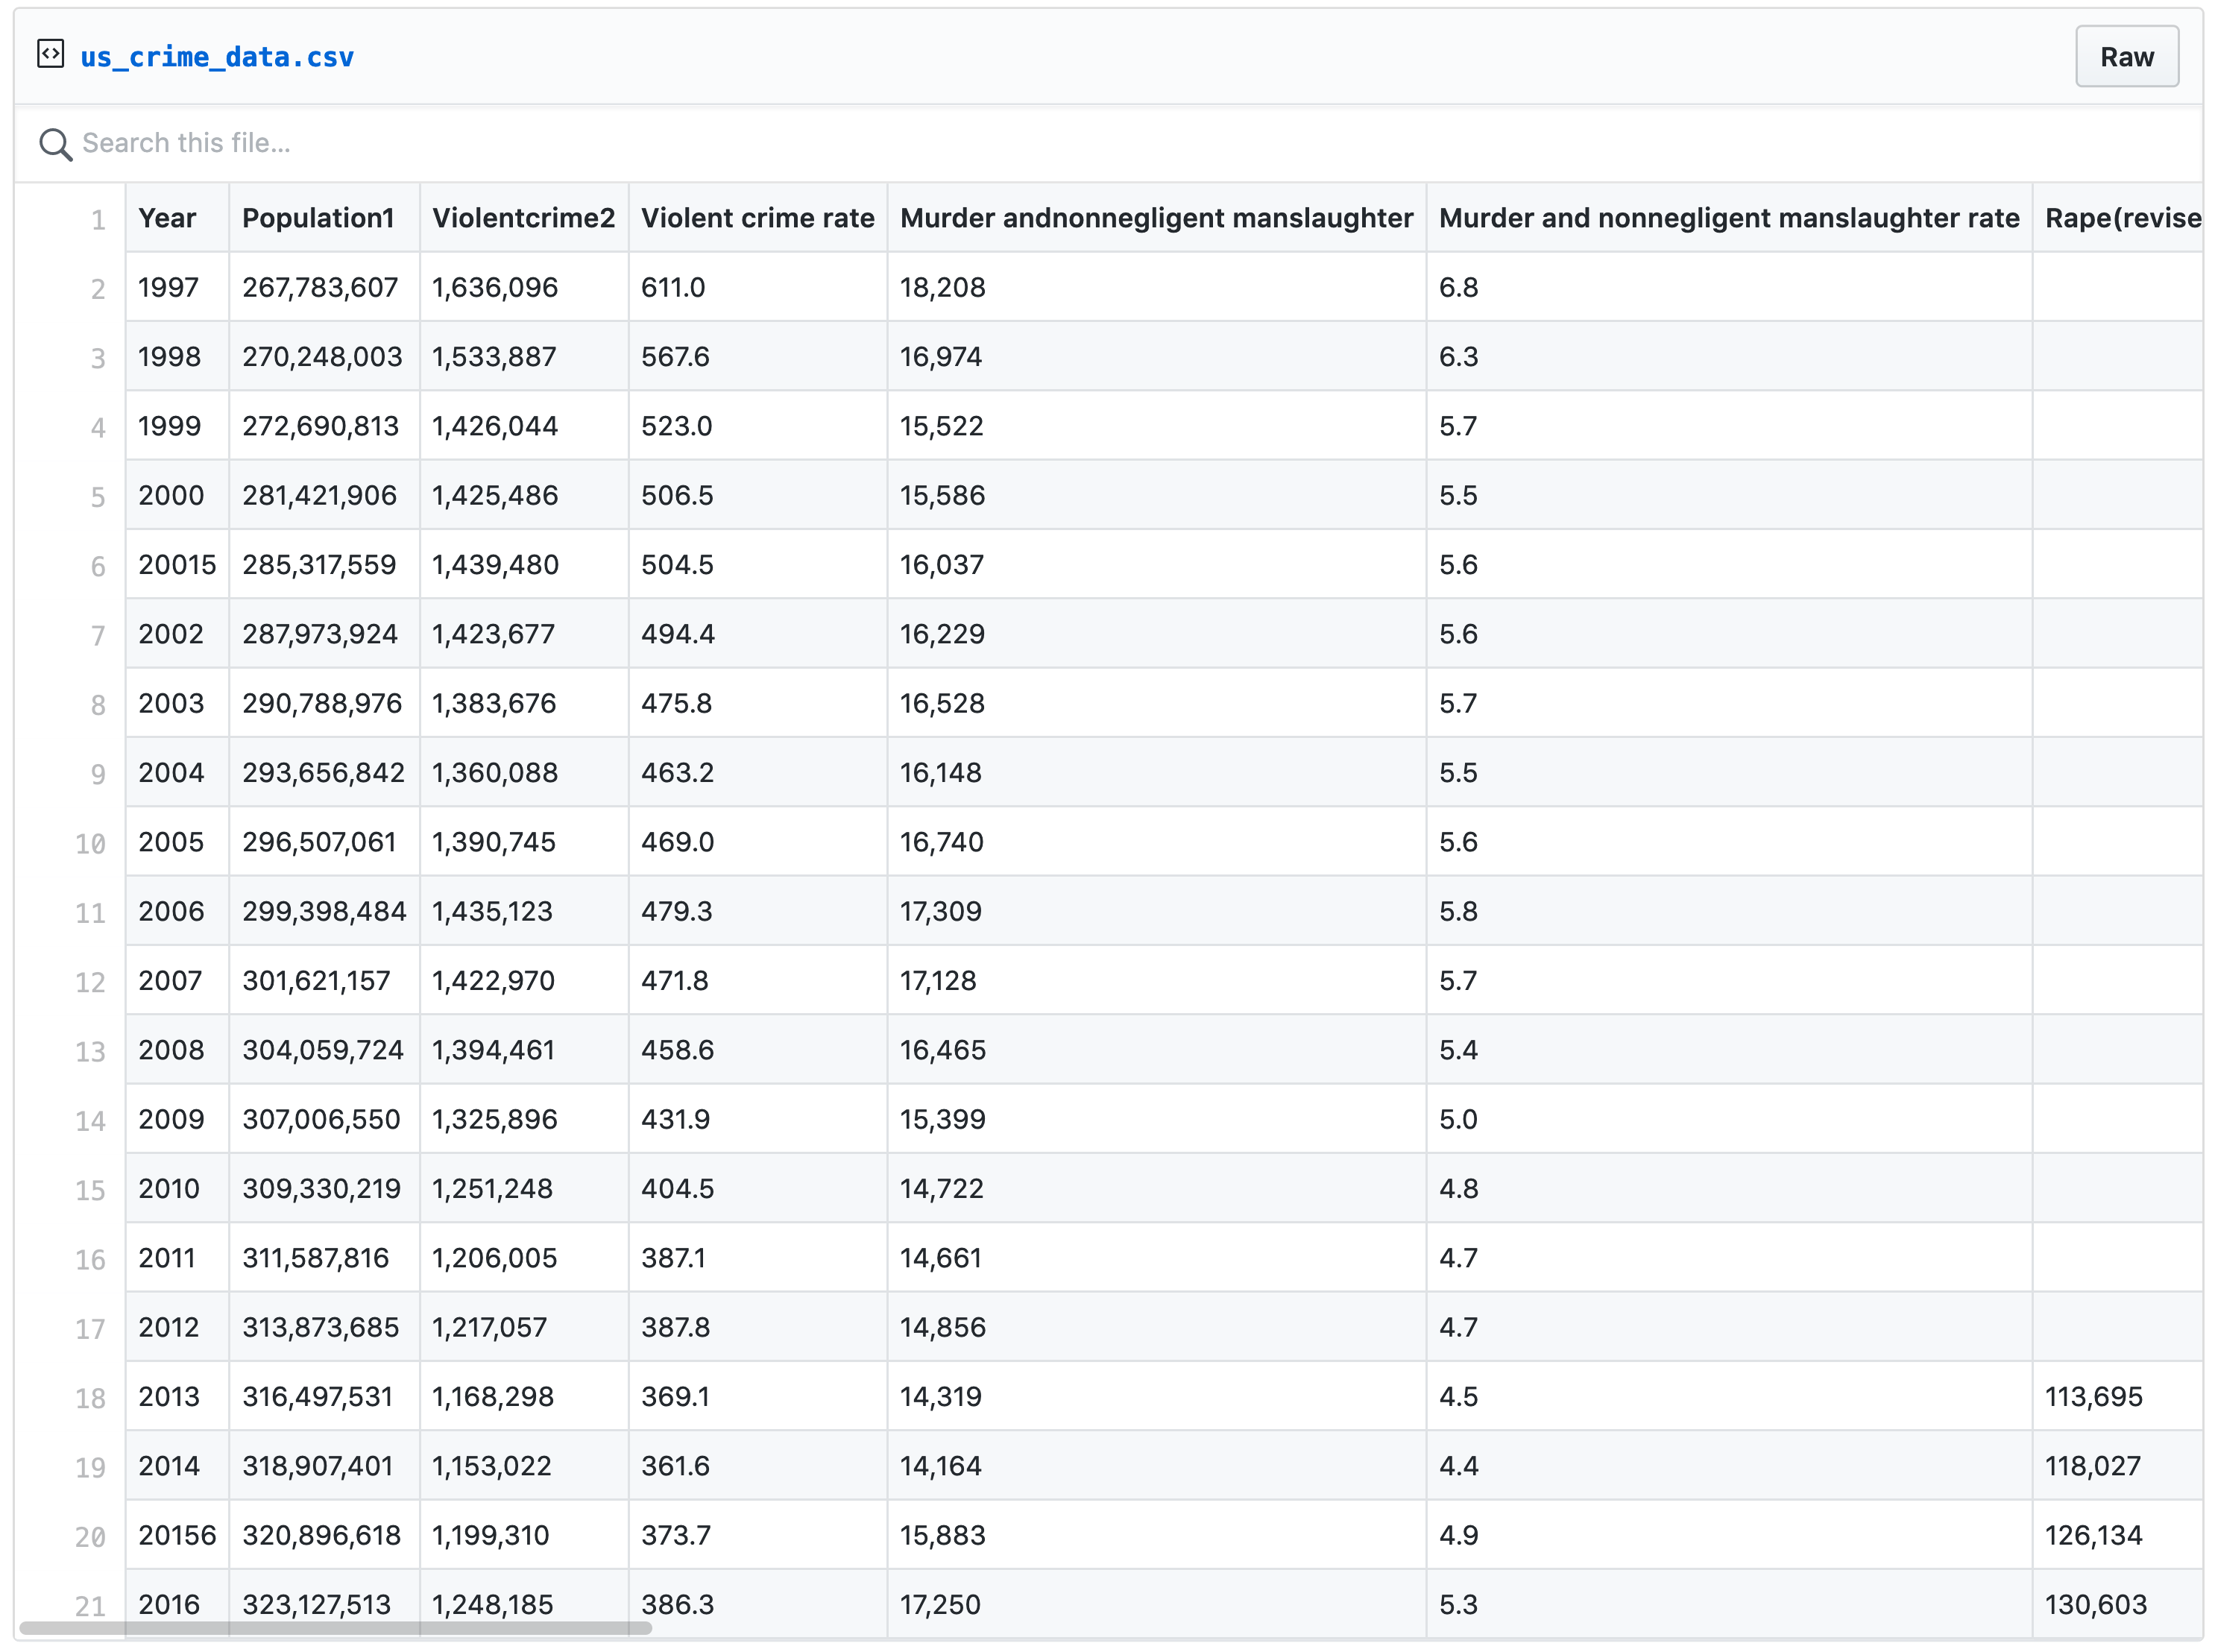 us_crime_data.csv Raw
Search this file...
1 Year Population1 Violentcrime2 Violent crime rate Murder andnonnegligent manslaughter Murder and nonnegligent manslaughter rate Rape(revise
2 1997 267,783,607 1,636,096 611.0 18,208 6.8
3 1998 270,248,003 1,533,887 567.6 16,974 6.3
4 1999 272,690,813 1,426,044 523.0 15,522 5.7
5 2000 281,421,906 1,425,486 506.5 15,586 5.5
6 20015 285,317,559 1,439,480 504.5 16,037 5.6
7 2002 287,973,924 1,423,677 494.4 16,229 5.6
8 2003 290,788,976 1,383,676 475.8 16,528 5.7
9 2004 293,656,842 1,360,088 463.2 16,148 5.5
10 2005 296,507,061 1,390,745 469.0 16,740 5.6
11 2006 299,398,484 1,435,123 479.3 17,309 5.8
12 2007 301,621,157 1,422,970 471.8 17,128 5.7
13 2008 304,059,724 1,394,461 458.6 16,465 5.4
14 2009 307,006,550 1,325,896 431.9 15,399 5.0
15 2010 309,330,219 1,251,248 404.5 14,722 4.8
16 2011 311,587,816 1,206,005 387.1 14,661 4.7
17 2012 313,873,685 1,217,057 387.8 14,856 4.7
18 2013 316,497,531 1,168,298 369.1 14,319 4.5 113,695
19 2014 318,907,401 1,153,022 361.6 14,164 4.4 118,027
20 20156 320,896,618 1,199,310 373.7 15,883 4.9 126,134
21 2016 323,127,513 1,248,185 386.3 17,250 5.3 130,603